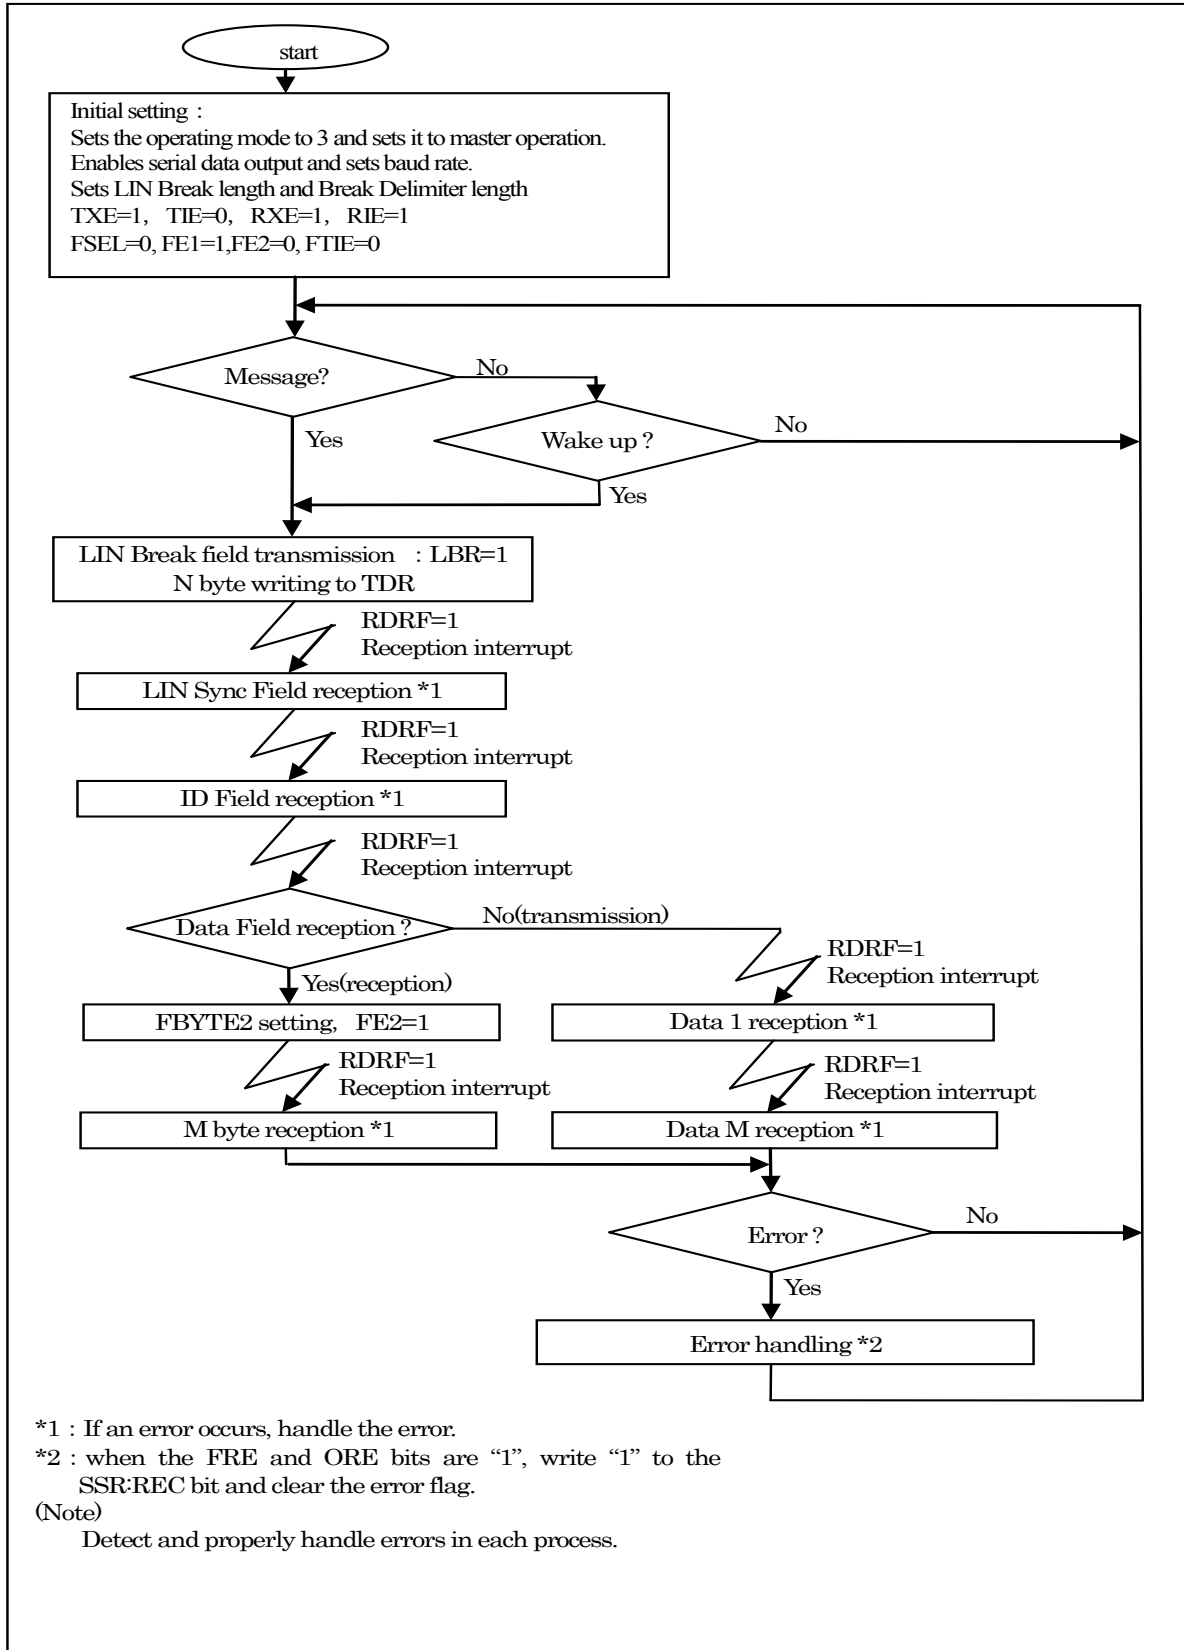 start
Initial setting :
Sets the operating mode to 3 and sets it to master operation.
Enables serial data output and sets baud rate.
Sets LIN Break length and Break Delimiter length
TXE=1, TIE=0, RXE=1, RIE=1
FSEL=0, FE1=1,FE2=0, FTIE=0
Message?
No
Wake up ?
No
Yes
Yes
LIN Break field transmission : LBR=1
N byte writing to TDR
RDRF=1
Reception interrupt
LIN Sync Field reception *1
RDRF=1
Reception interrupt
ID Field reception *1
RDRF=1
Reception interrupt
Data Field reception ?
No(transmission)
RDRF=1
Reception interrupt
Yes(reception)
FBYTE2 setting, FE2=1
Data 1 reception *1
RDRF=1
Reception interrupt
RDRF=1
Reception interrupt
M byte reception *1
Data M reception *1
Error ?
No
Yes
Error handling *2
*1 : If an error occurs, handle the error.
*2 : when the FRE and ORE bits are “1”, write “1” to the
SSR:REC bit and clear the error flag.
(Note)
Detect and properly handle errors in each process.